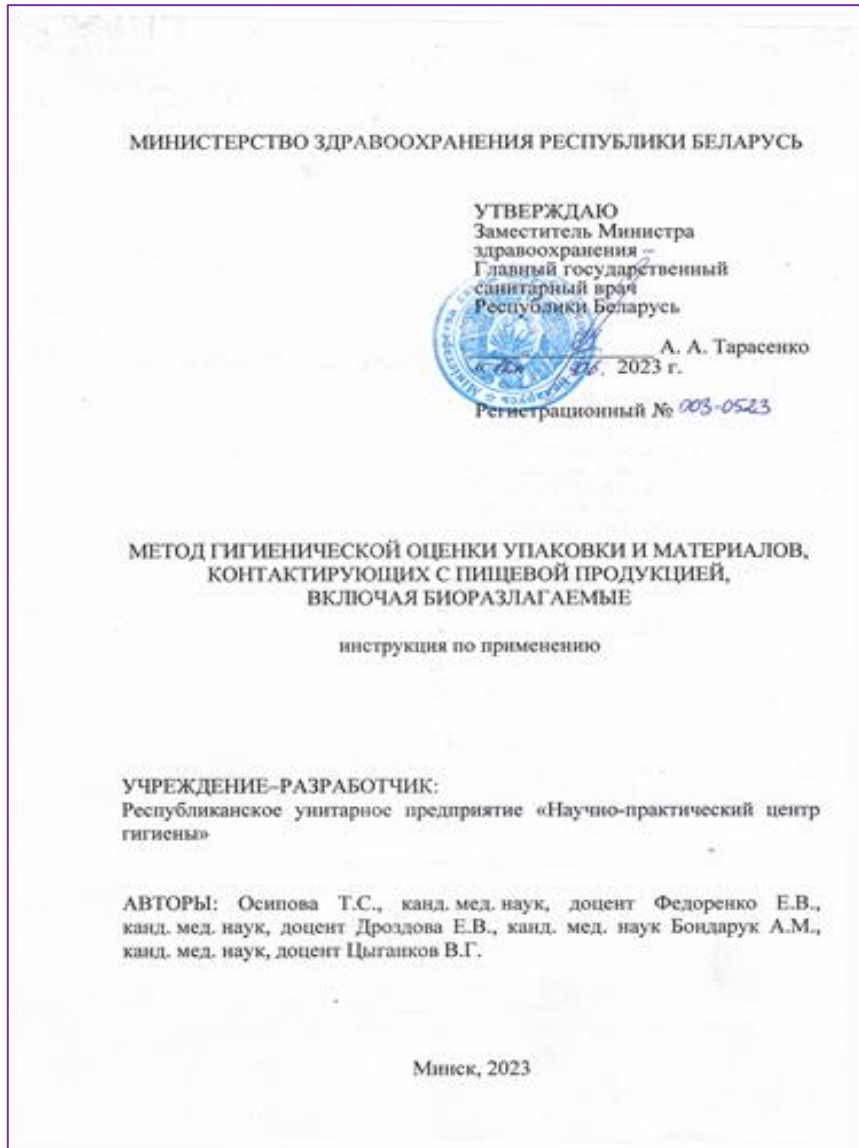 МИНИСТЕРСТВО ЗДРАВООХРАНЕНИЯ РЕСПУБЛИКИ БЕЛАРУСЬ
УТВЕРЖДАЮ
Заместитель Министра
здравоохранения –
Главный государственный
санитарный врач
Республики Беларусь
А. А. Тарасенко
2023 г.
Регистрационный № 003-0523
МЕТОД ГИГИЕНИЧЕСКОЙ ОЦЕНКИ УПАКОВКИ И МАТЕРИАЛОВ,
КОНТАКТИРУЮЩИХ С ПИЩЕВОЙ ПРОДУКЦИЕЙ,
ВКЛЮЧАЯ БИОРАЗЛАГАЕМЫЕ
инструкция по применению
УЧРЕЖДЕНИЕ–РАЗРАБОТЧИК:
Республиканское унитарное предприятие «Научно-практический центр
гигиены»
АВТОРЫ: Осипова Т.С., канд. мед. наук, доцент Федоренко Е.В.,
канд. мед. наук, доцент Дроздова Е.В., канд. мед. наук Бондарук А.М.,
канд. мед. наук, доцент Цыганков В.Г.
Минск, 2023